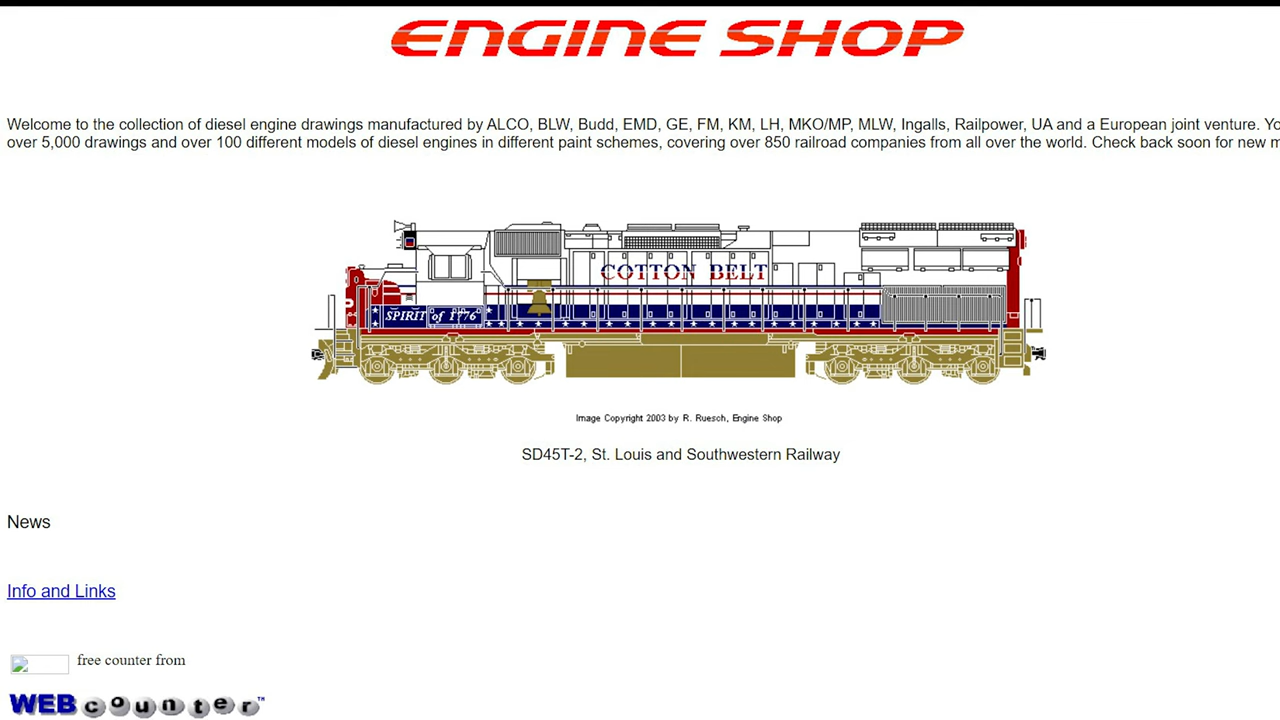 ENGINE SHOP
Welcome to the collection of diesel engine drawings manufactured by ALCO, BLW, Budd, EMD, GE, FM, KM, LH, MKO/MP, MLW, Ingalls, Railpower, UA and a European joint venture. Yo
over 5,000 drawings and over 100 different models of diesel engines in different paint schemes, covering over 850 railroad companies from all over the world. Check back soon for new m
COTTON BELT
SPIRIT of 1776
Image Copyright 2003 by R. Ruesch, Engine Shop
SD45T-2, St. Louis and Southwestern Railway
News
Info and Links
free counter from
WEB counter™